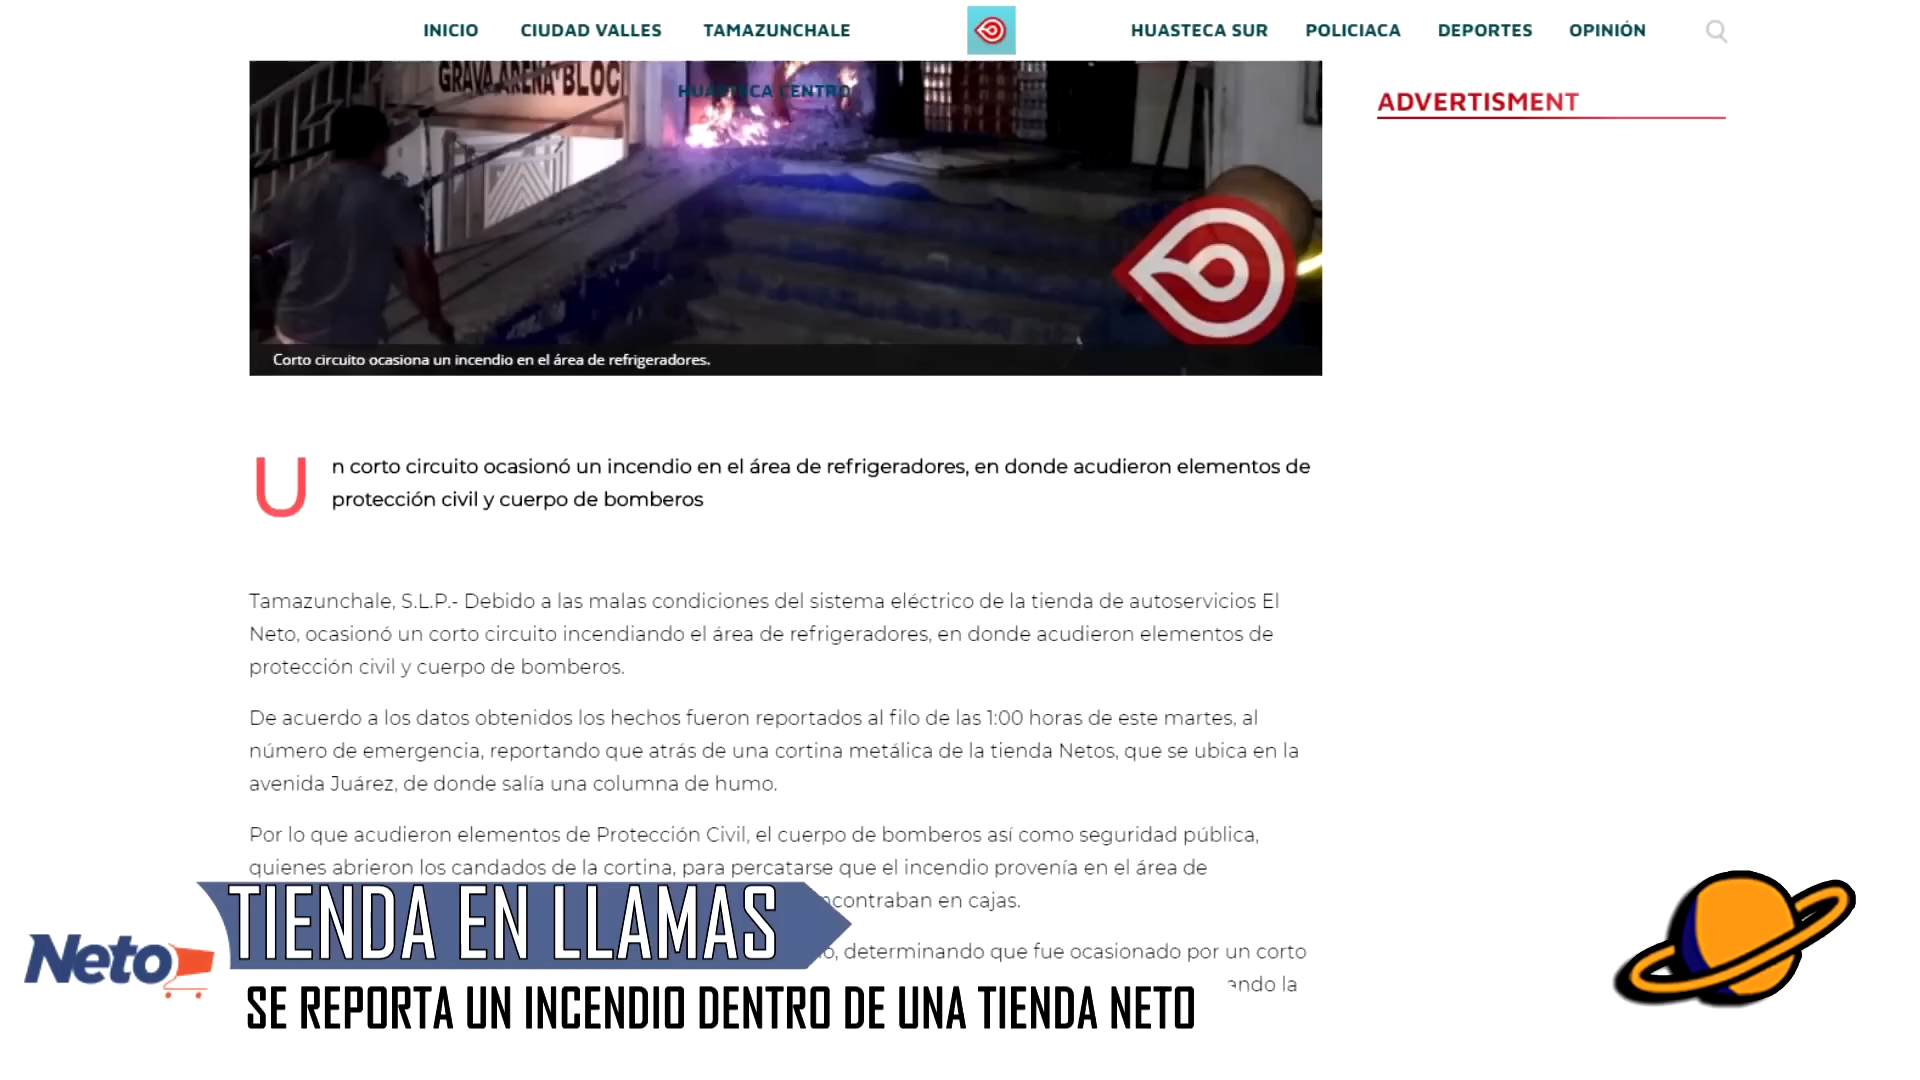 INICIO CIUDAD VALLES TAMAZUNCHALE HUASTECA SUR POLICIACA DEPORTES OPINIÓN
HUASTECA CENTRO
GRAVA ARENA BLOC
ADVERTISMENT
Corto circuito ocasiona un incendio en el área de refrigeradores.
Un corto circuito ocasionó un incendio en el área de refrigeradores, en donde acudieron elementos de
protección civil y cuerpo de bomberos
Tamazunchale, S.L.P.- Debido a las malas condiciones del sistema eléctrico de la tienda de autoservicios El
Neto, ocasionó un corto circuito incendiando el área de refrigeradores, en donde acudieron elementos de
protección civil y cuerpo de bomberos.
De acuerdo a los datos obtenidos los hechos fueron reportados al filo de las 1:00 horas de este martes, al
número de emergencia, reportando que atrás de una cortina metálica de la tienda Netos, que se ubica en la
avenida Juárez, de donde salía una columna de humo.
Por lo que acudieron elementos de Protección Civil, el cuerpo de bomberos así como seguridad pública,
quienes abrieron los candados de la cortina, para percatarse que el incendio provenía en el área de
contraban en cajas.
determinando que fue ocasionado por un corto
ando la
Neto
TIENDA EN LLAMAS
SE REPORTA UN INCENDIO DENTRO DE UNA TIENDA NETO